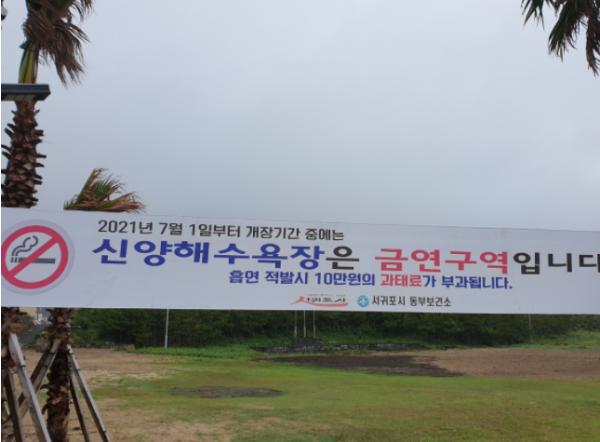 2021년 7월 1일부터 개장기간 중에는
신양해수욕장은 금연구역입니다
흡연 적발시 10만원의 과태료가 부과됩니다.
서귀포시 서귀포시 동부보건소